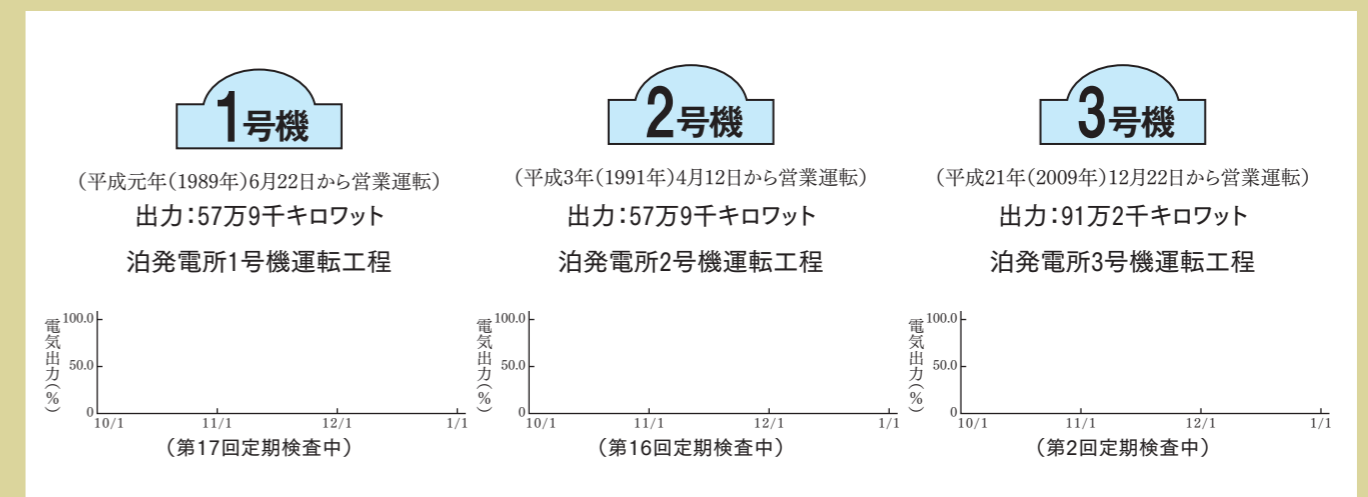 1号機
(平成元年(1989年)6月22日から営業運転)
出力:57万9千キロワット
泊発電所1号機運転工程
電気出力(%)
100.0
50.0
0
10/1 11/1 12/1 1/1
(第17回定期検査中)
2号機
(平成3年(1991年)4月12日から営業運転)
出力:57万9千キロワット
泊発電所2号機運転工程
電気出力(%)
100.0
50.0
0
10/1 11/1 12/1 1/1
(第16回定期検査中)
3号機
(平成21年(2009年)12月22日から営業運転)
出力:91万2千キロワット
泊発電所3号機運転工程
電気出力(%)
100.0
50.0
0
10/1 11/1 12/1 1/1
(第2回定期検査中)